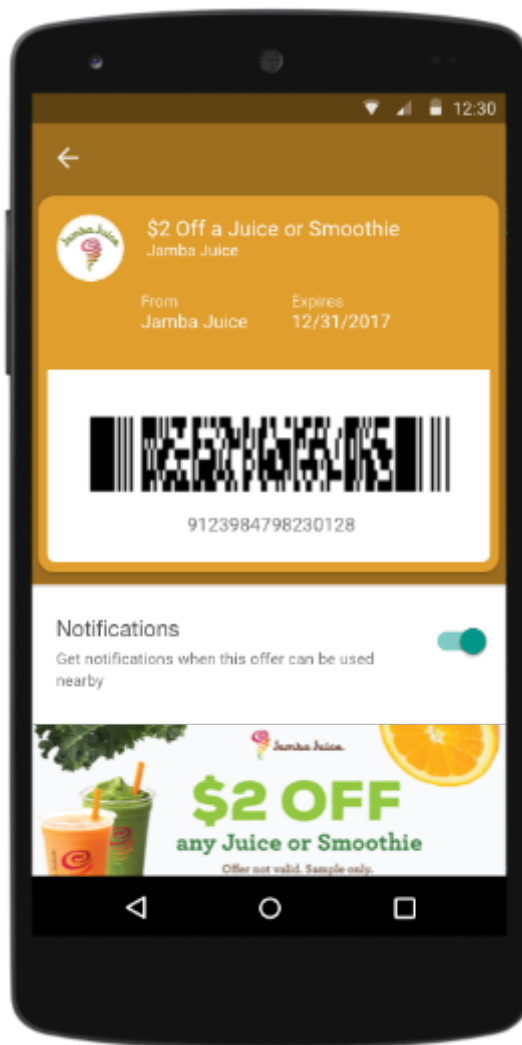 12:30
Jamba Juice
$2 Off a Juice or Smoothie
Jamba Juice
From
Expires
Jamba Juice
12/31/2017
9123984798230128
Notifications
Get notifications when this offer can be used
nearby
Jamba Juice
$2 OFF
any Juice or Smoothie
Offer not valid. Sample only.